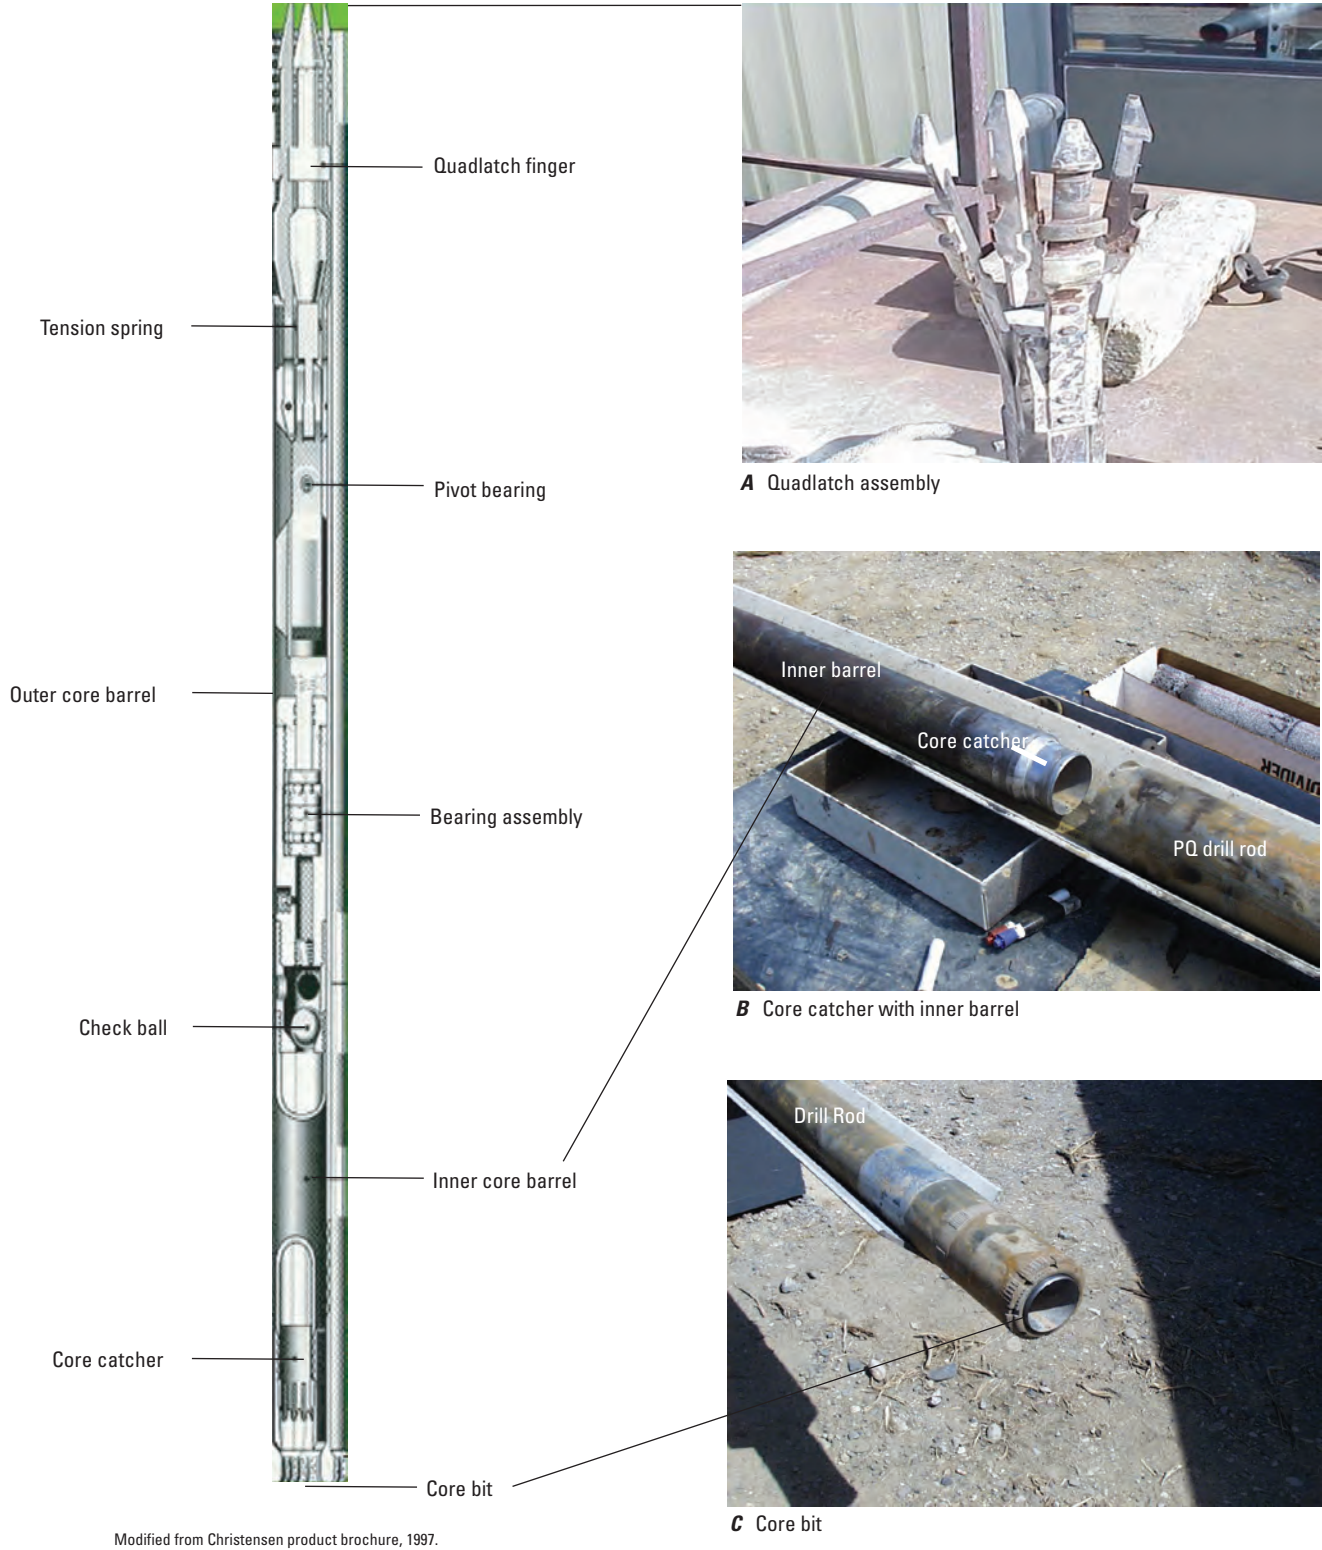 Quadlatch finger
Tension spring
Pivot bearing
Outer core barrel
Bearing assembly
Check ball
Inner core barrel
Core catcher
Core bit
Modified from Christensen product brochure, 1997.
A Quadlatch assembly
Inner barrel
Core catcher
DIVIDER
PQ drill rod
B Core catcher with inner barrel
Drill Rod
C Core bit